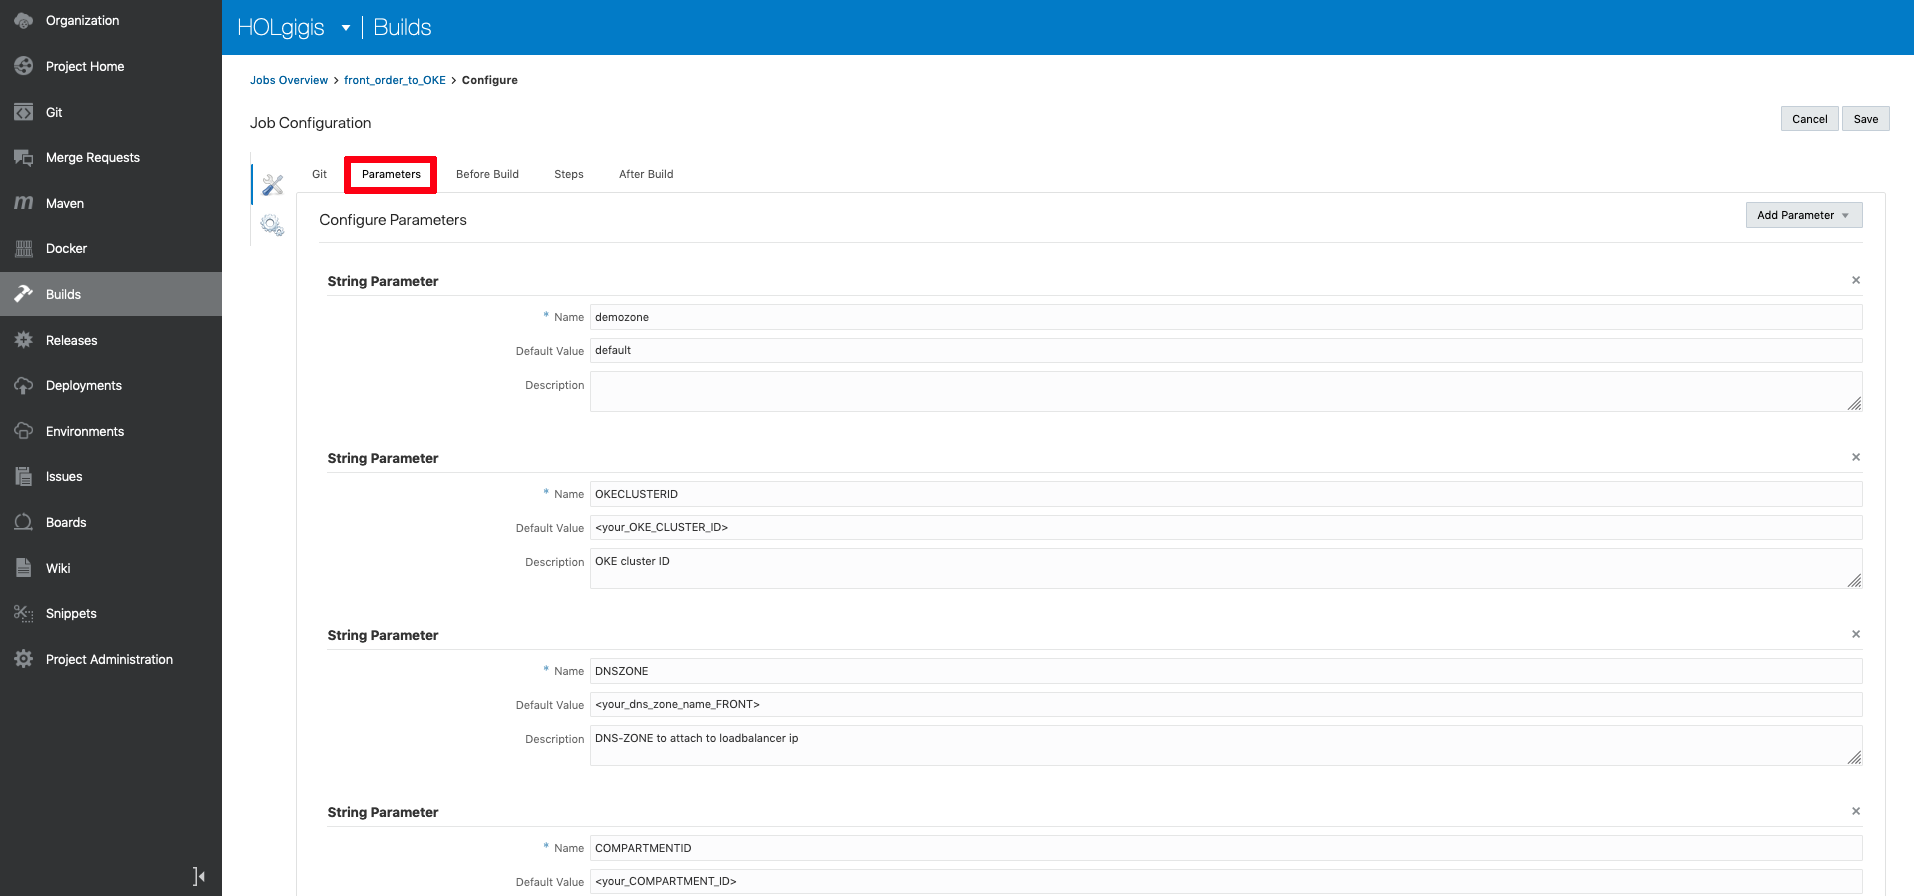 Organization
Project Home
Git
Merge Requests
Maven
Docker
Builds
Releases
Deployments
Environments
Issues
Boards
Wiki
Snippets
Project Administration
HOLgigis Builds
Jobs Overview > front_order_to_OKE > Configure
Job Configuration
Cancel Save
Git Parameters Before Build Steps After Build
Configure Parameters
Add Parameter
String Parameter
* Name demozone
Default Value default
Description
String Parameter
* Name OKECLUSTERID
Default Value <your_OKE_CLUSTER_ID>
Description OKE cluster ID
String Parameter
* Name DNSZONE
Default Value <your_dns_zone_name_FRONT>
Description DNS-ZONE to attach to loadbalancer ip
String Parameter
* Name COMPARTMENTID
Default Value <your_COMPARTMENT_ID>